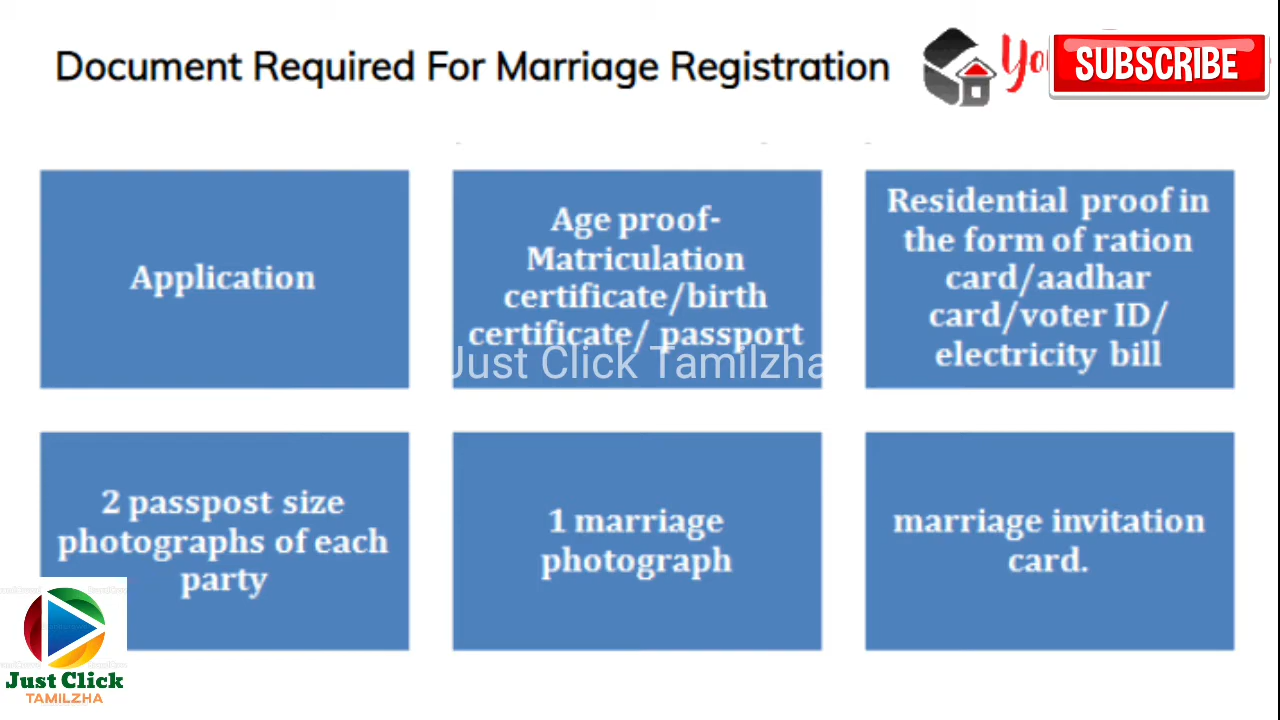 Document Required For Marriage Registration
SUBSCRIBE
Application
Age proof-
Matriculation
certificate/birth
certificate/ passport
Residential proof in
the form of ration
card/aadhar
card/voter ID/
electricity bill
Just Click Tamilzha
2 passpost size
photographs of each
party
1 marriage
photograph
marriage invitation
card.
Just Click
TAMILZHA